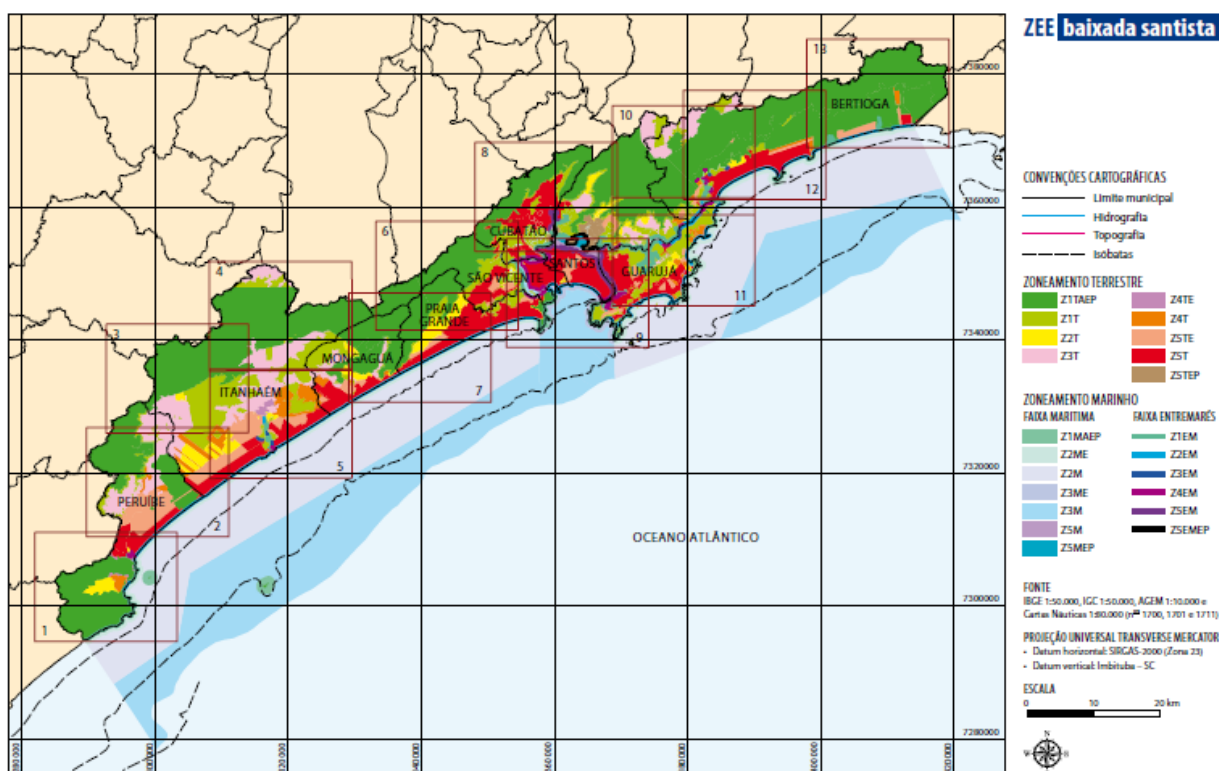 ZEE baixada santista
13
7380000
BERTIOGA
10
8
12
7360000
CUBATÃO
6
SANTOS
4
SÃO VICENTE
GUARUJÁ
11
PRAIA
GRANDE
3
7340000
MONGAGUÁ
9
7
ITANHAÉM
5
7320000
PERUÍBE
2
OCEANO ATLÂNTICO
7300000
1
7280000
CONVENÇÕES CARTOGRÁFICAS
Limite municipal
Hidrografia
Topografia
Isóbatas
ZONEAMENTO TERRESTRE
Z1TAEP Z4TE
Z1T Z4T
Z2T Z5TE
Z3T Z5T
Z5TEP
ZONEAMENTO MARINHO
FAIXA MARITIMA FAIXA ENTREMARÉS
Z1MAEP Z1EM
Z2ME Z2EM
Z2M Z3EM
Z3ME Z4EM
Z3M Z5EM
Z5M Z5EMEP
Z5MEP
FONTE
IBGE 1:50.000, IGC 1:50.000, AGEM 1:10.000 e
Cartas Náuticas 1:80.000 (nºs 1700, 1701 e 1711)
PROJEÇÃO UNIVERSAL TRANSVERSE MERCATOR
• Datum horizontal: SIRGAS-2000 (Zona 23)
• Datum vertical: Imbituba – SC
ESCALA
0 10 20 km
N